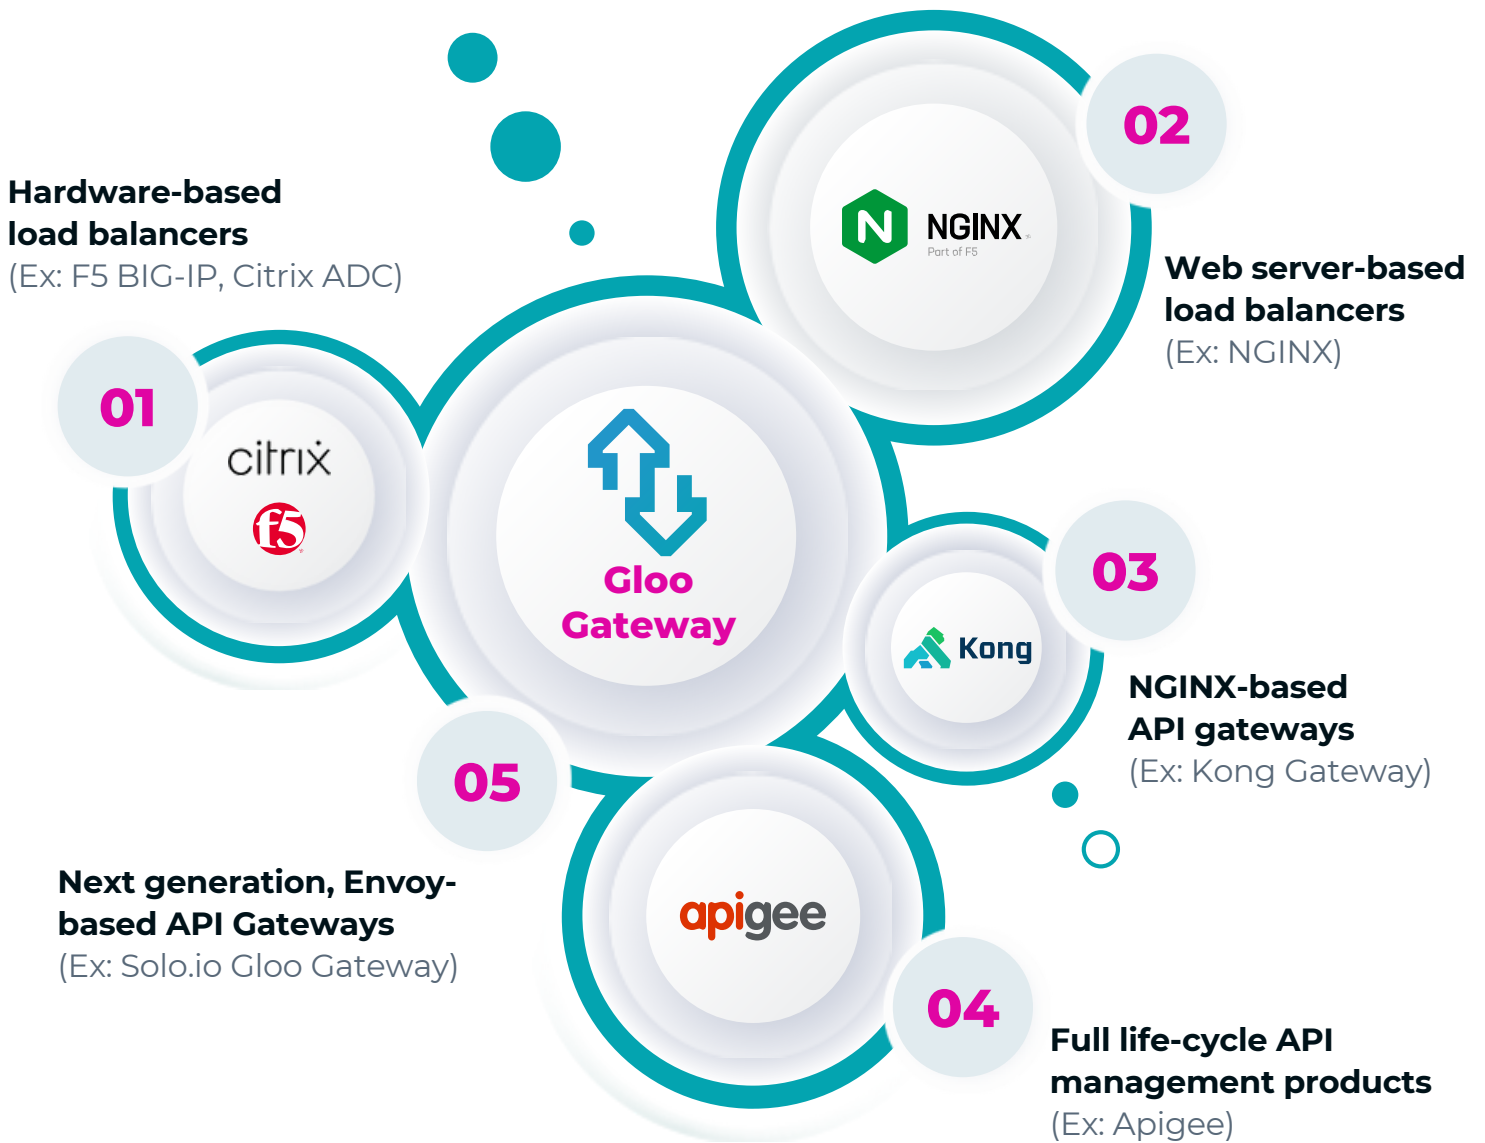 Hardware-based
load balancers
(Ex: F5 BIG-IP, Citrix ADC)
01
citrix
f5
02
NGINX
Part of F5
Web server-based
load balancers
(Ex: NGINX)
Gloo
Gateway
03
Kong
NGINX-based
API gateways
(Ex: Kong Gateway)
05
Next generation, Envoy-
based API Gateways
(Ex: Solo.io Gloo Gateway)
apigee
04
Full life-cycle API
management products
(Ex: Apigee)